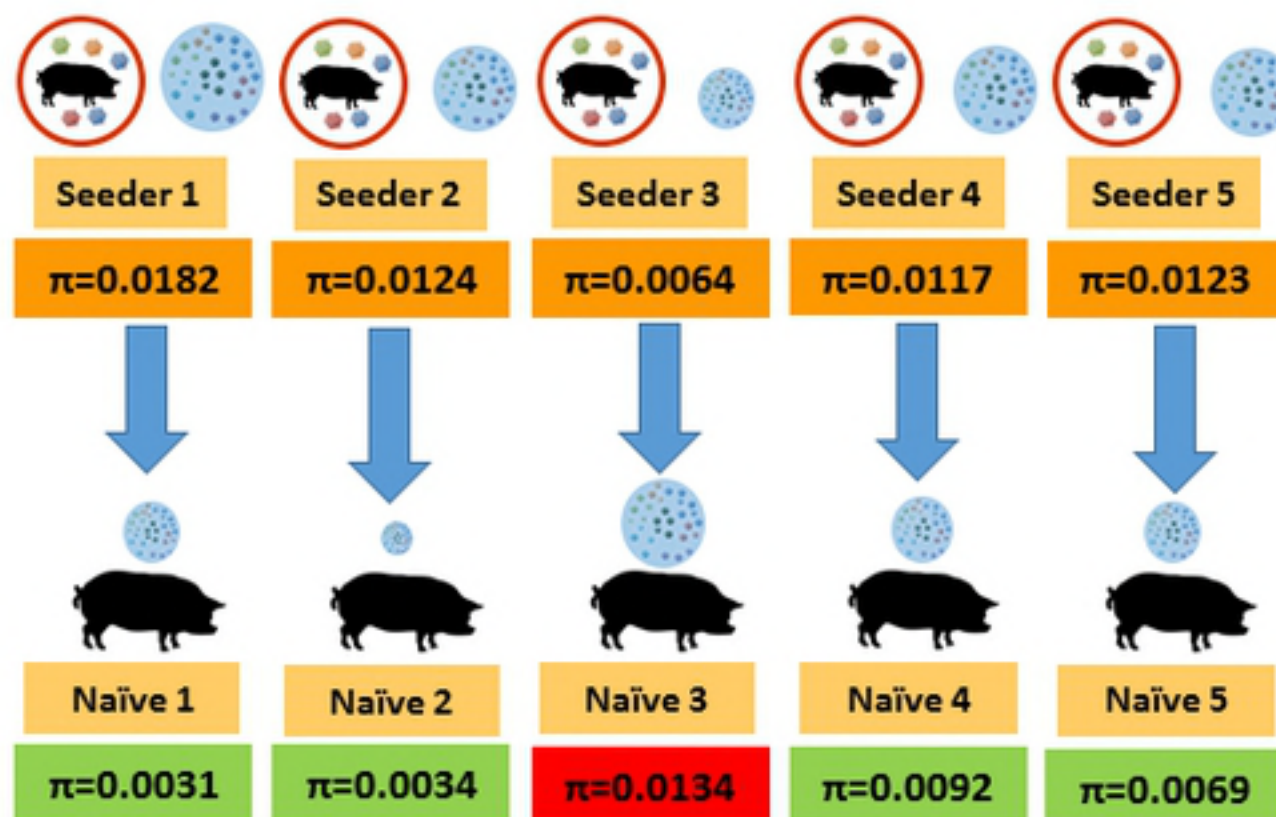 Seeder 1 Seeder 2 Seeder 3 Seeder 4 Seeder 5
π=0.0182 π=0.0124 π=0.0064 π=0.0117 π=0.0123
Naïve 1 Naïve 2 Naïve 3 Naïve 4 Naïve 5
π=0.0031 π=0.0034 π=0.0134 π=0.0092 π=0.0069